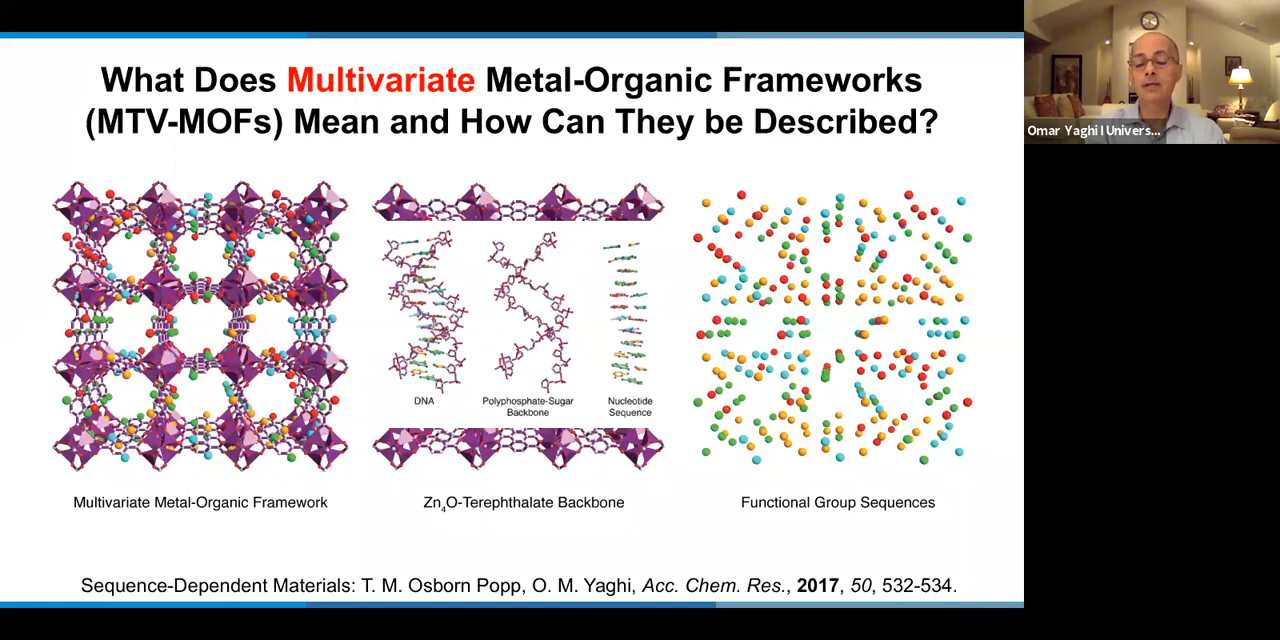 What Does Multivariate Metal-Organic Frameworks
(MTV-MOFs) Mean and How Can They be Described?
Omar Yaghi I Univers...
DNA
Polyphosphate-Sugar
Backbone
Nucleotide
Sequence
Multivariate Metal-Organic Framework
Zn₄O-Terephthalate Backbone
Functional Group Sequences
Sequence-Dependent Materials: T. M. Osborn Popp, O. M. Yaghi, Acc. Chem. Res., 2017, 50, 532-534.